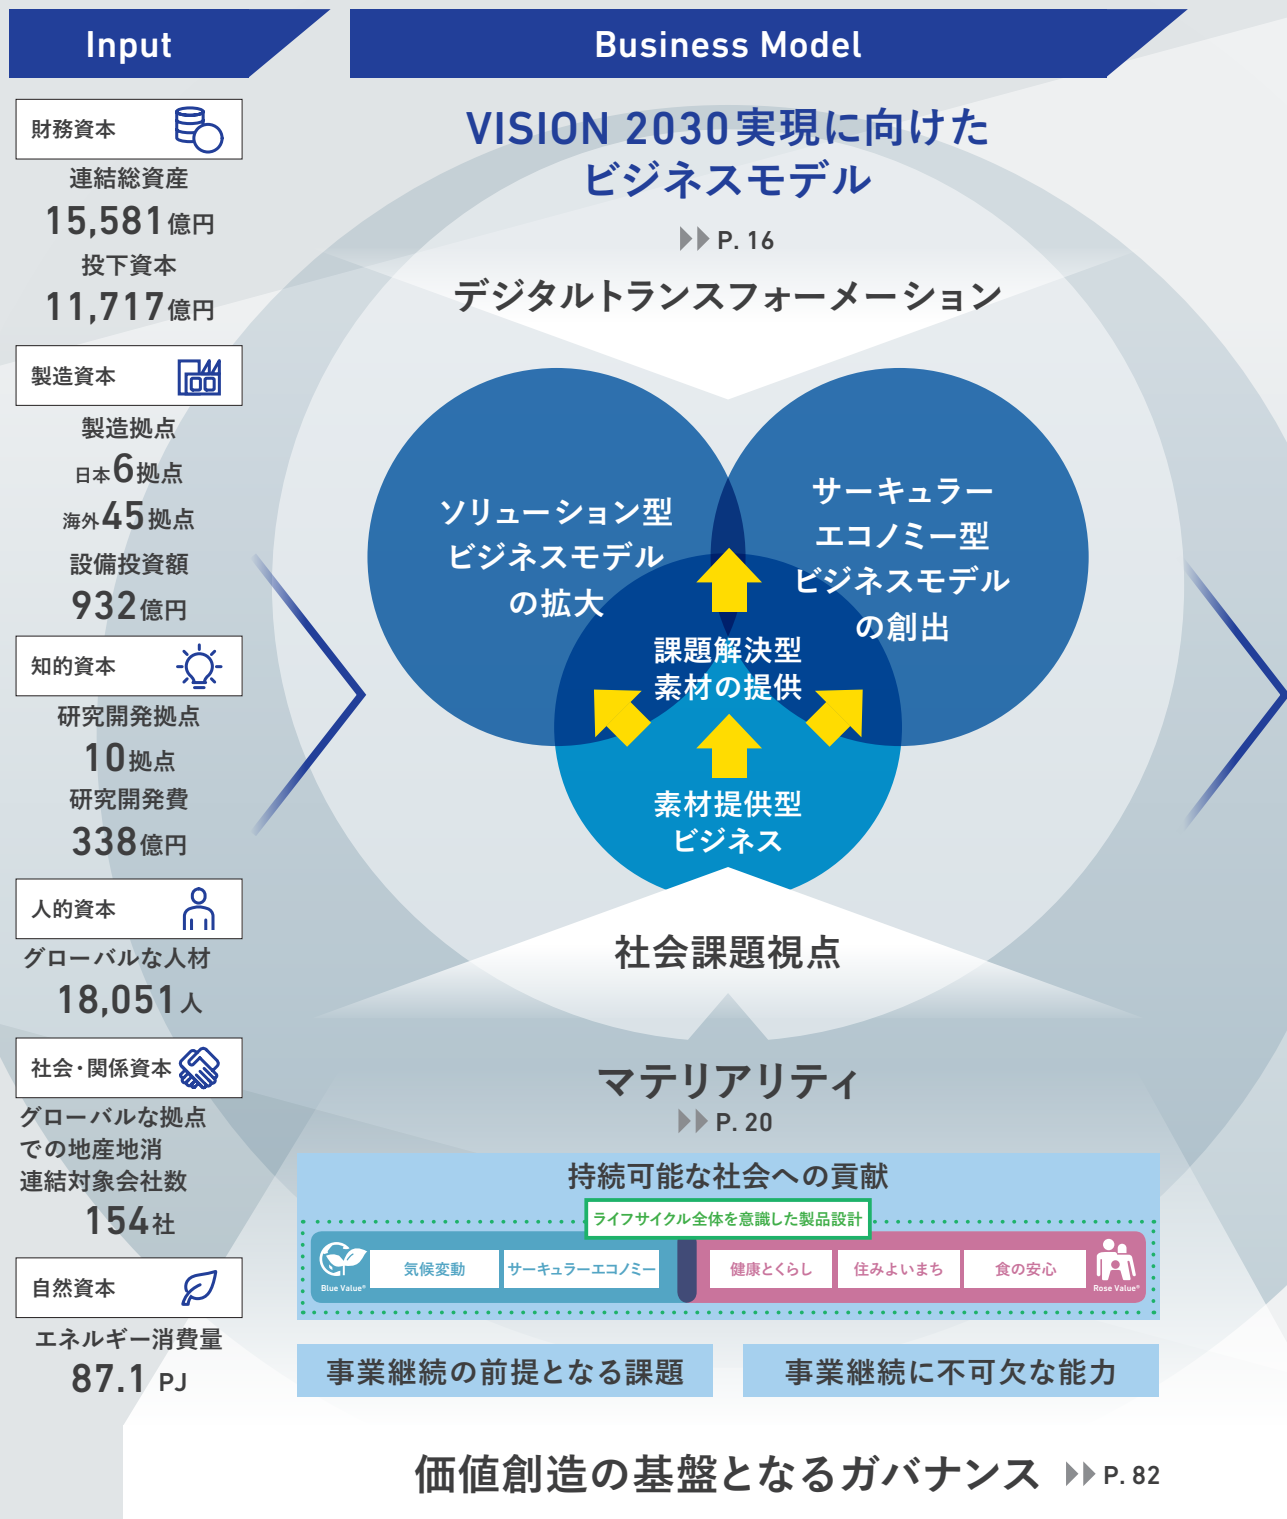 Input
財務資本
連結総資産
15,581億円
投下資本
11,717億円
製造資本
製造拠点
日本6拠点
海外45拠点
設備投資額
932億円
知的資本
研究開発拠点
10拠点
研究開発費
338億円
人的資本
グローバルな人材
18,051人
社会・関係資本
グローバルな拠点
での地産地消
連結対象会社数
154社
自然資本
エネルギー消費量
87.1 PJ
Business Model
VISION 2030実現に向けた
ビジネスモデル
P. 16
デジタルトランスフォーメーション
ソリューション型
ビジネスモデル
の拡大
サーキュラー
エコノミー型
ビジネスモデル
の創出
課題解決型
素材の提供
素材提供型
ビジネス
社会課題視点
マテリアリティ
P. 20
持続可能な社会への貢献
ライフサイクル全体を意識した製品設計
Blue Value®
気候変動
サーキュラーエコノミー
健康とくらし
住みよいまち
食の安心
Rose Value®
事業継続の前提となる課題
事業継続に不可欠な能力
価値創造の基盤となるガバナンス P. 82